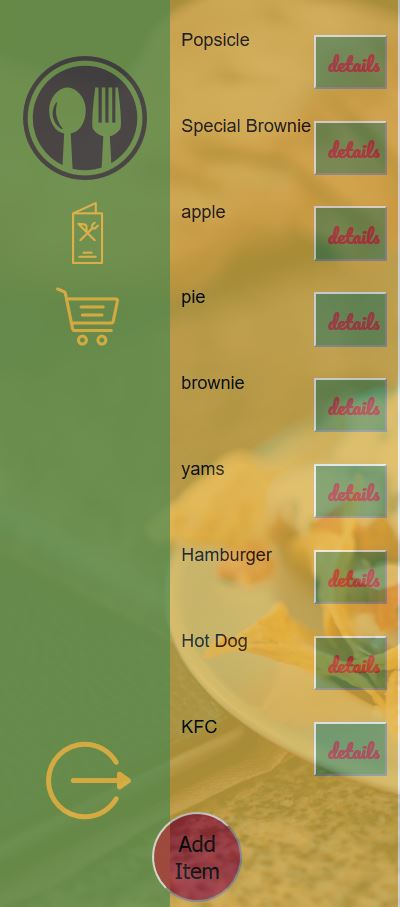 Popsicle
details
Special Brownie
details
apple
details
pie
details
brownie
details
yams
details
Hamburger
details
Hot Dog
details
KFC
details
Add
Item